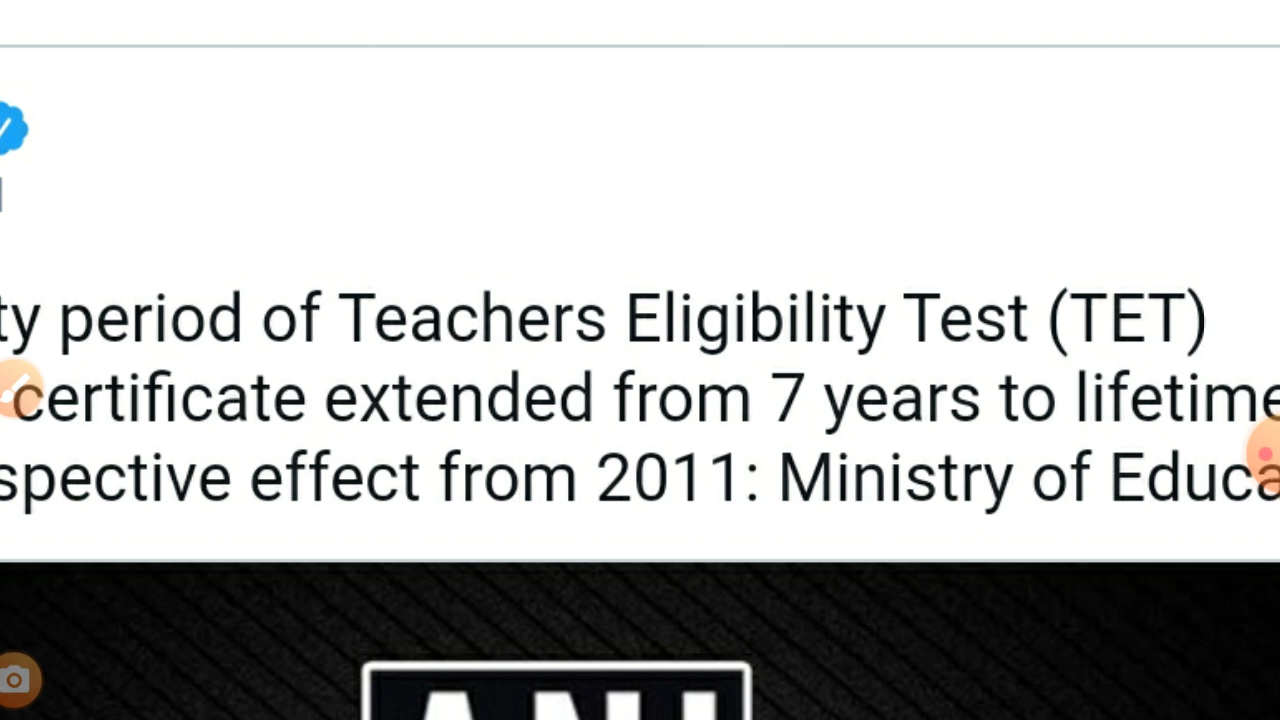 ty period of Teachers Eligibility Test (TET)
certificate extended from 7 years to lifetime
spective effect from 2011: Ministry of Educa
ANI